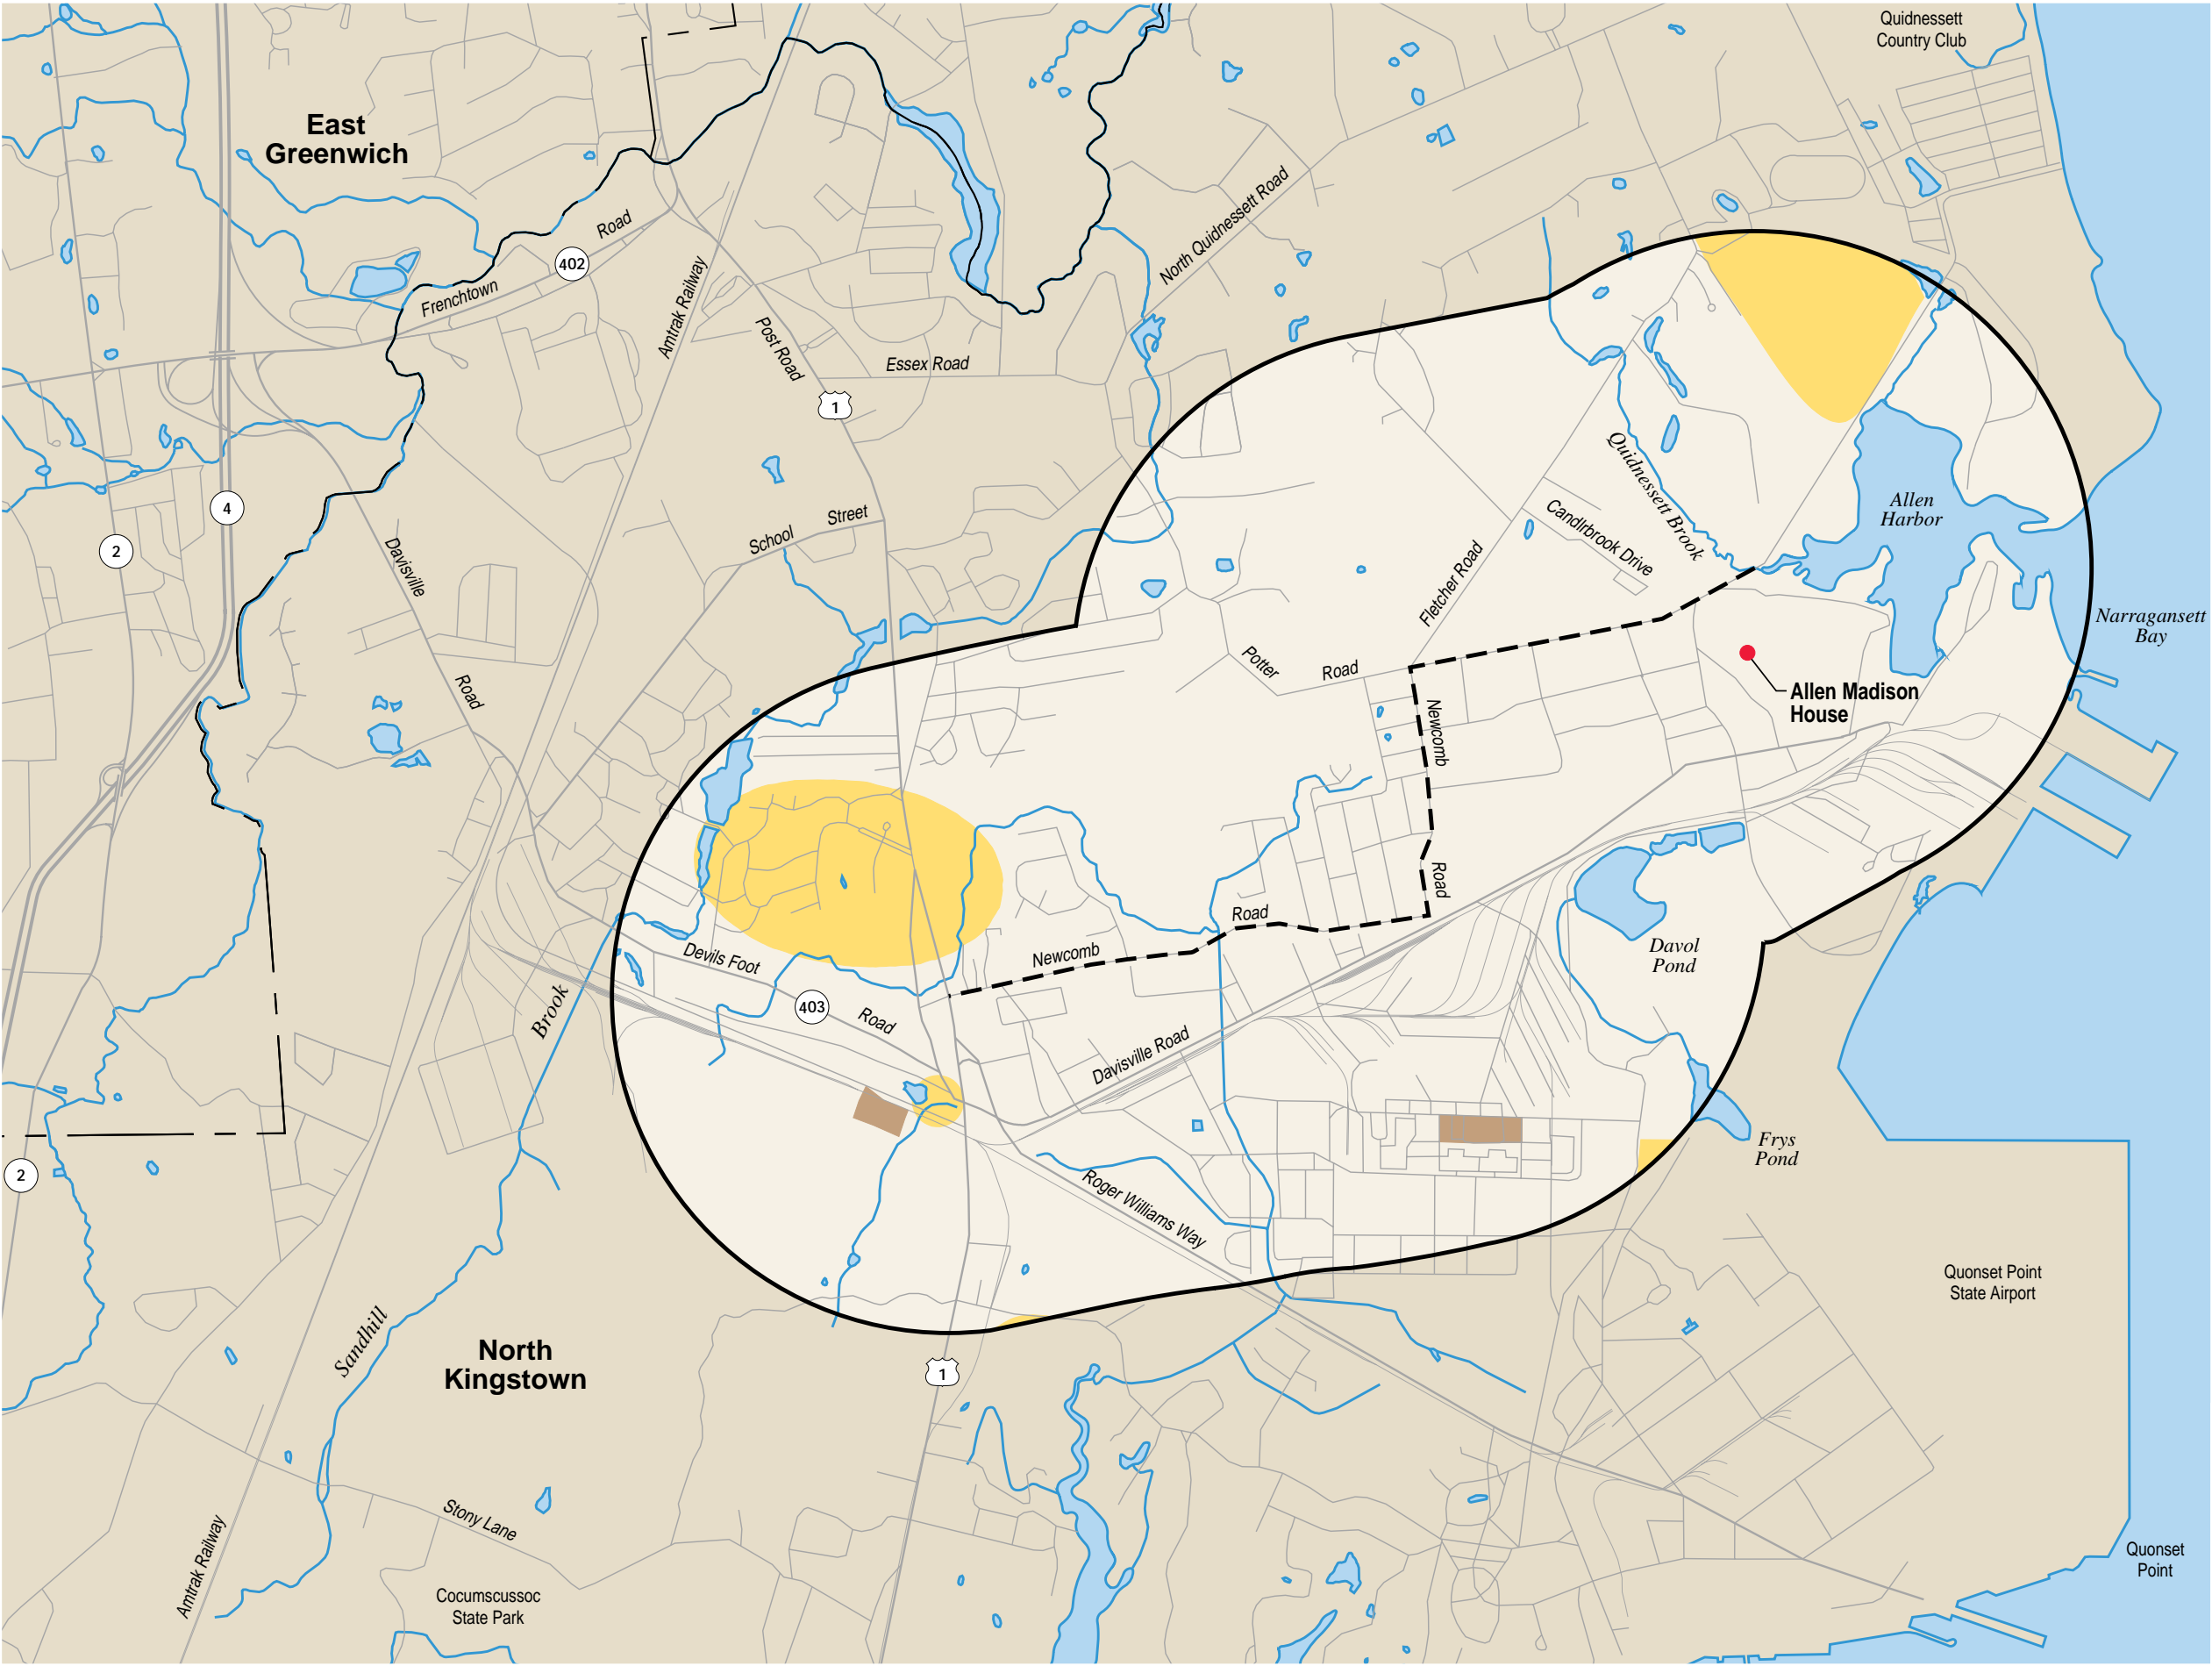 Quidnessett
Country Club
East
Greenwich
North Quidnessett Road
Road
402
Frenchtown
Amtrak Railway
Post Road
Essex Road
1
4
2
School
Street
Davisville
Road
Quidnessett Brook
Candlrbrook Drive
Fletcher Road
Allen
Harbor
Narragansett
Bay
Potter
Road
Newcomb
Road
Allen Madison
House
Road
Newcomb
Devils Foot
403
Road
Davisville Road
Davol
Pond
Brook
Frys
Pond
2
Roger Williams Way
Quonset Point
State Airport
Sandhill
North
Kingstown
1
Stony Lane
Amtrak Railway
Cocumscussoc
State Park
Quonset
Point